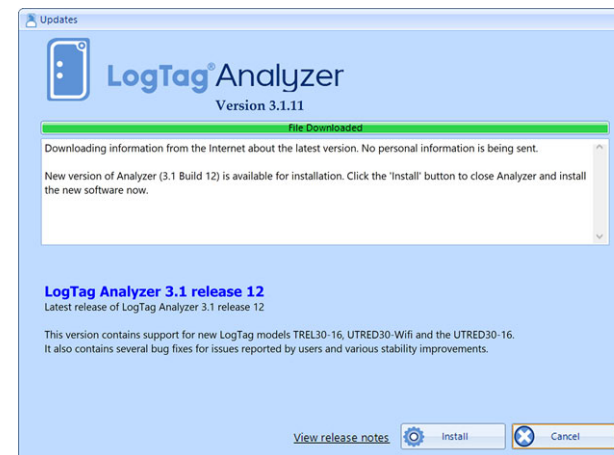 Updates
LogTag® Analyzer
Version 3.1.11
File Downloaded
Downloading information from the Internet about the latest version. No personal information is being sent.
New version of Analyzer (3.1 Build 12) is available for installation. Click the 'Install' button to close Analyzer and install
the new software now.
LogTag Analyzer 3.1 release 12
Latest release of LogTag Analyzer 3.1 release 12
This version contains support for new LogTag models TREL30-16, UTRED30-Wifi and the UTRED30-16.
It also contains several bug fixes for issues reported by users and various stability improvements.
View release notes Install Cancel